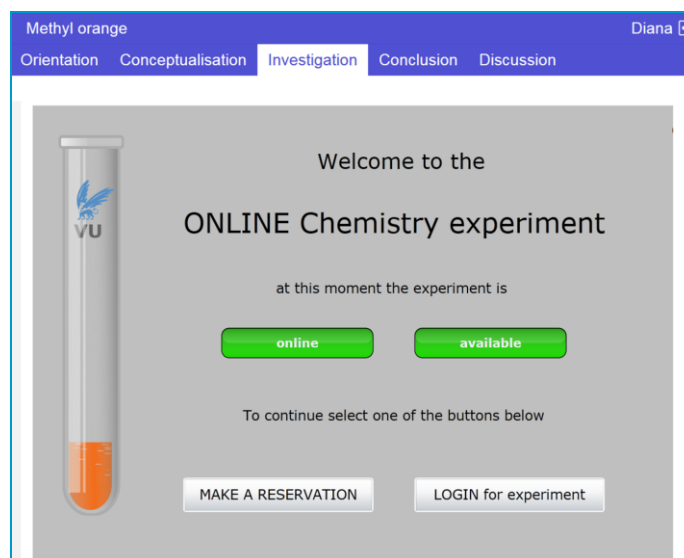 Methyl orange Diana
Orientation Conceptualisation Investigation Conclusion Discussion
VU
Welcome to the
ONLINE Chemistry experiment
at this moment the experiment is
online available
To continue select one of the buttons below
MAKE A RESERVATION LOGIN for experiment